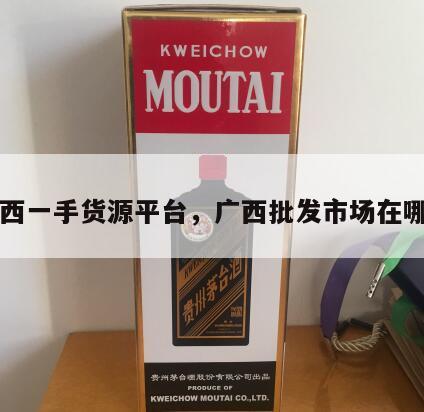 KWEICHOW
MOUTAI
西一手货源平台，广西批发市场在哪
KWEICHOW
MOUTAI
贵州茅台酒
贵州茅台酒股份有限公司出品
PRODUCE OF
KWEICHOW MOUTAI CO.,LTD.